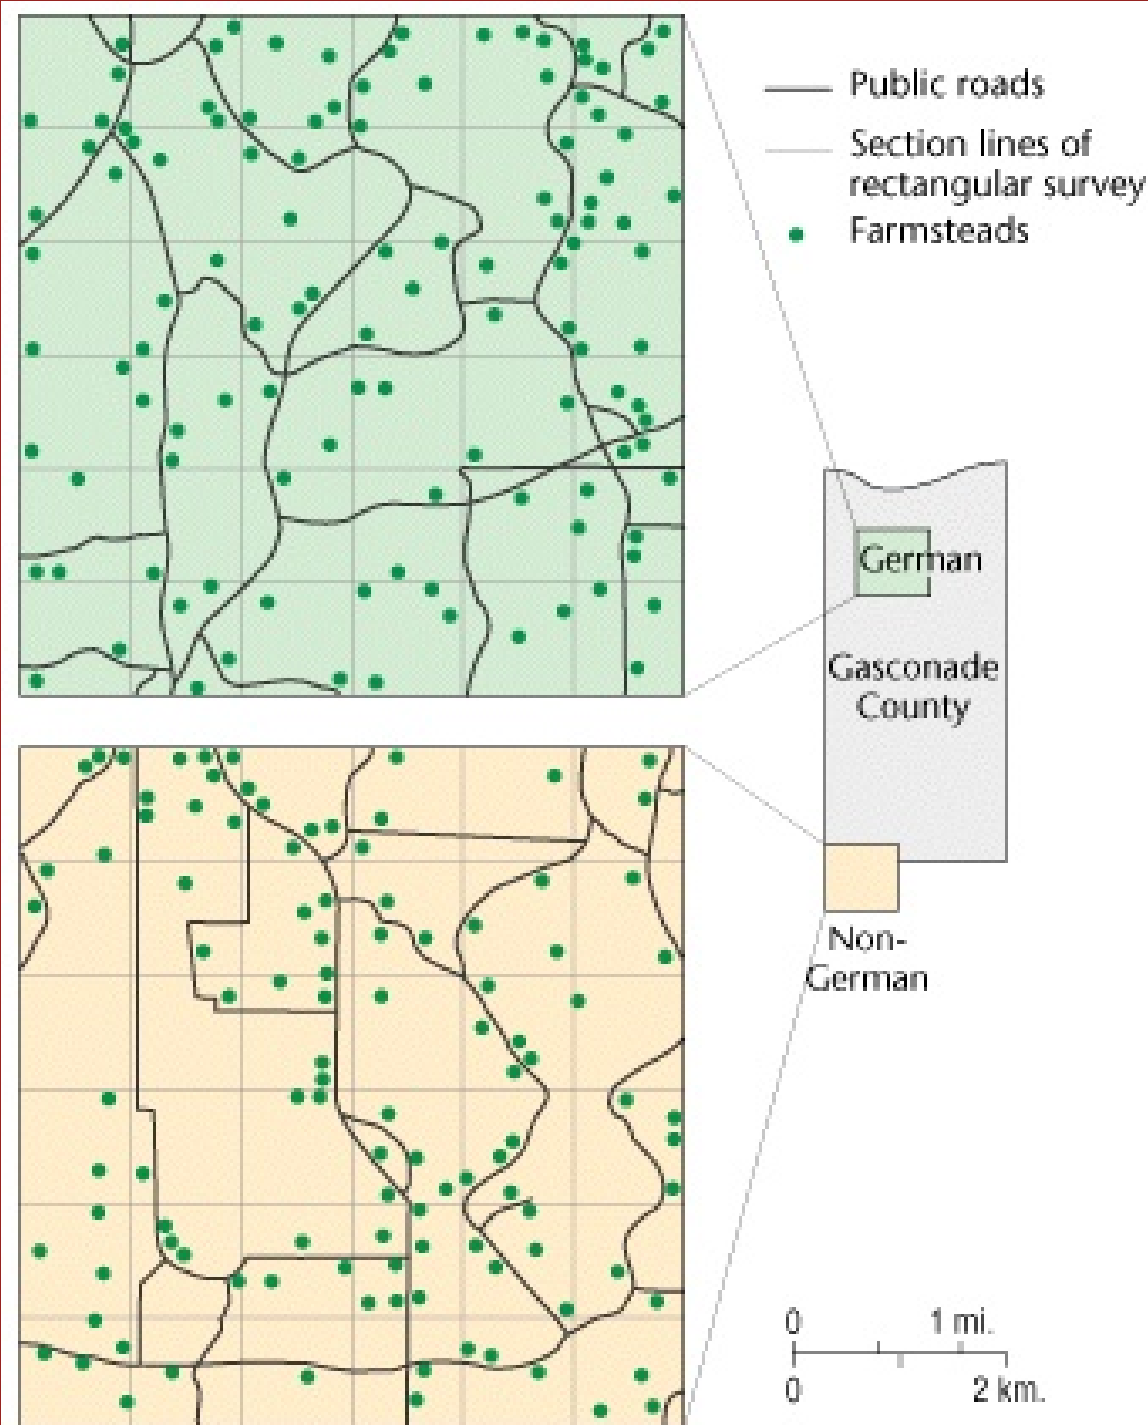 Public roads
Section lines of
rectangular survey
Farmsteads
German
Gasconade
County
Non-
German
0 1 mi.
0 2 km.